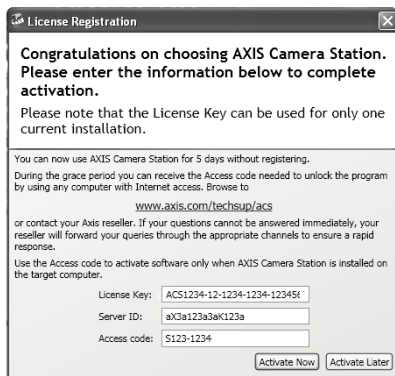 License Registration
Congratulations on choosing AXIS Camera Station.
Please enter the information below to complete
activation.
Please note that the License Key can be used for only one
current installation.
You can now use AXIS Camera Station for 5 days without registering.
During the grace period you can receive the Access code needed to unlock the program
by using any computer with Internet access. Browse to
www.axis.com/techsup/acs
or contact your Axis reseller. If your questions cannot be answered immediately, your
reseller will forward your queries through the appropriate channels to ensure a rapid
response.
Use the Access code to activate software only when AXIS Camera Station is installed on
the target computer.
License Key: ACS1234-12-1234-1234-123456
Server ID: aX3a123a3aK123a
Access code: S123-1234
Activate Now Activate Later